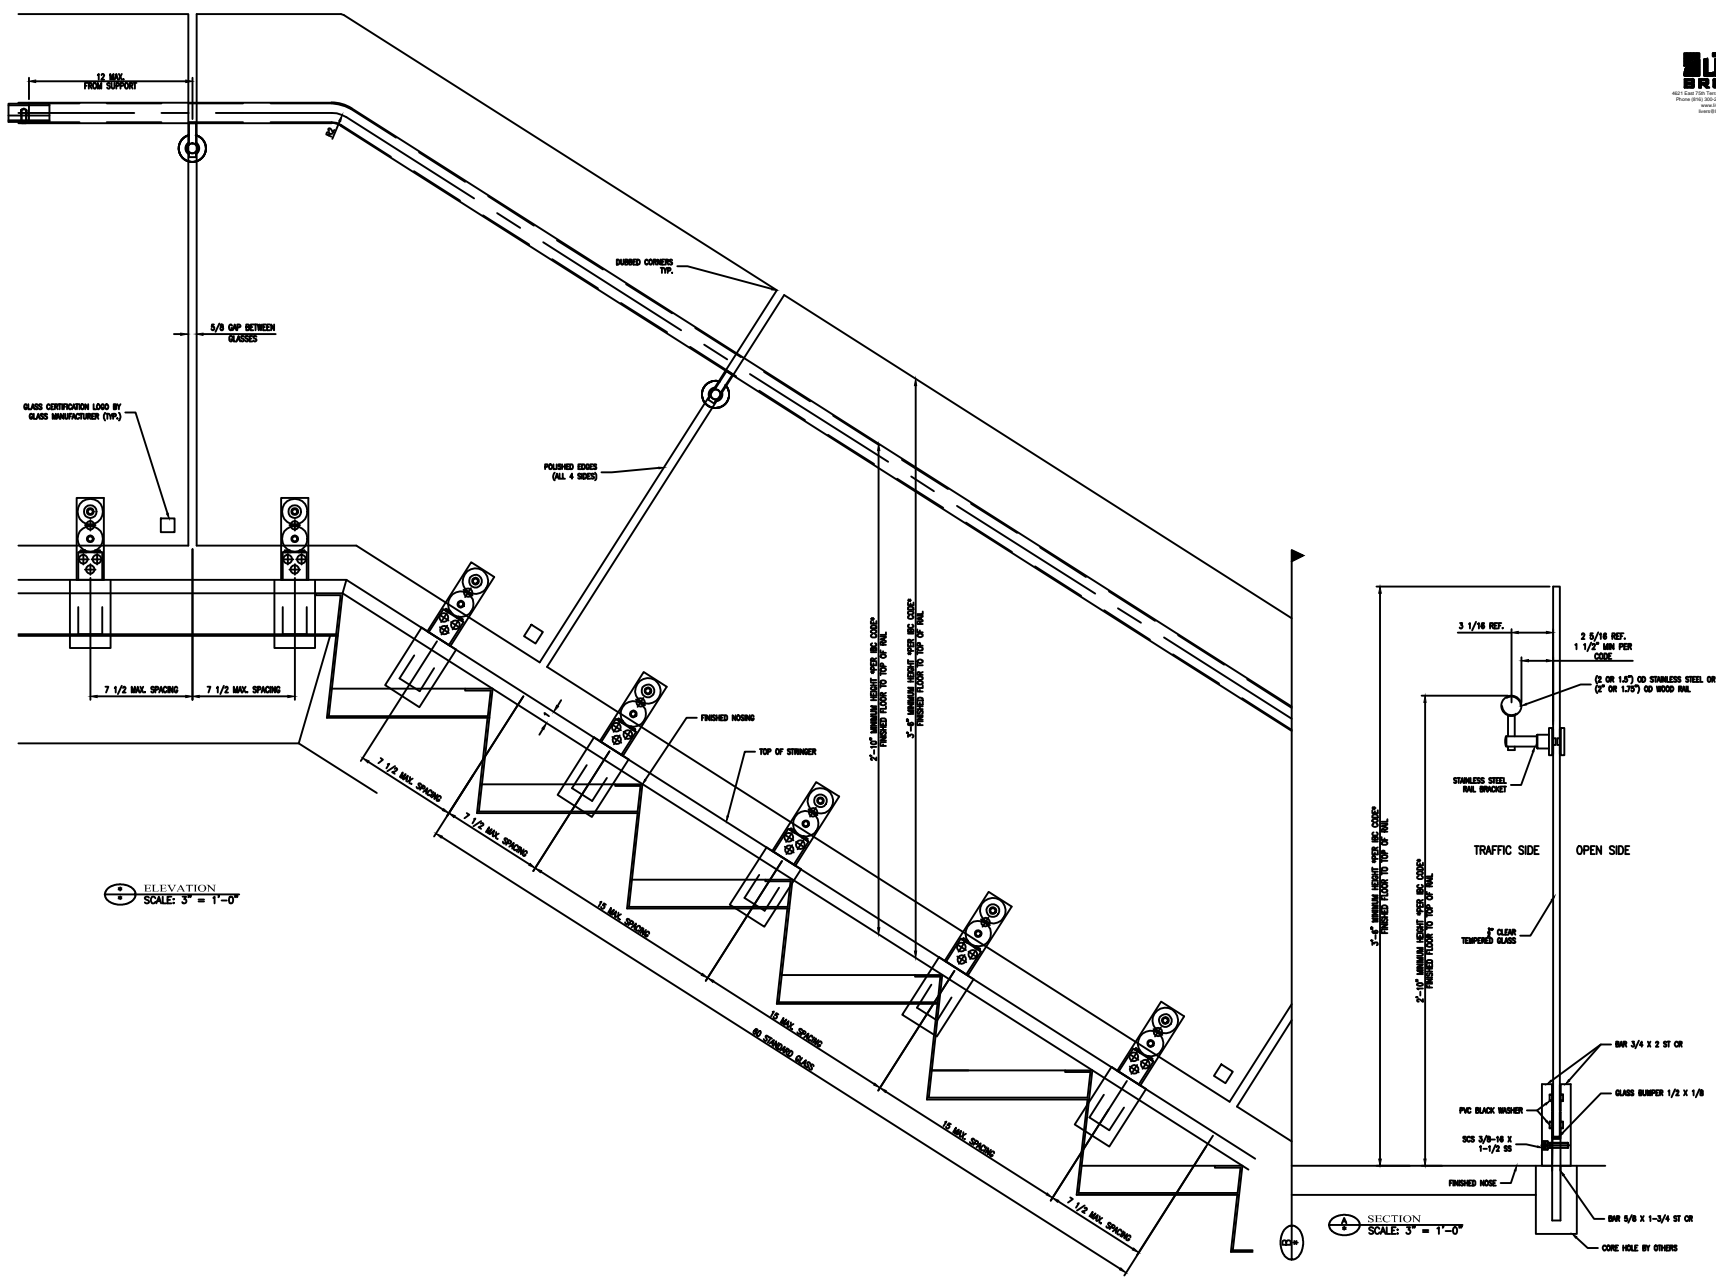 12 MAX.
FROM SUPPORT
R2
DUBBED CORNERS
TYP.
5/8 GAP BETWEEN
GLASSES
GLASS CERTIFICATION LOGO BY
GLASS MANUFACTURER (TYP.)
POLISHED EDGES
(ALL 4 SIDES)
7 1/2 MAX. SPACING
7 1/2 MAX. SPACING
FINISHED NOSING
TOP OF STRINGER
2'-10" MINIMUM HEIGHT *PER IBC CODE*
FINISHED FLOOR TO TOP OF RAIL
3'-6" MINIMUM HEIGHT *PER IBC CODE*
FINISHED FLOOR TO TOP OF RAIL
7 1/2 MAX. SPACING
7 1/2 MAX. SPACING
15 MAX. SPACING
15 MAX. SPACING
60 STANDARD GLASS
15 MAX. SPACING
7 1/2 MAX. SPACING
ELEVATION
SCALE: 3" = 1'-0"
B
3 1/16 REF.
2 5/16 REF.
1 1/2" MIN PER
CODE
(2 OR 1.5") OD STAINLESS STEEL OR
(2" OR 1.75") OD WOOD RAIL
STAINLESS STEEL
RAIL BRACKET
TRAFFIC SIDE
OPEN SIDE
3'-6" MINIMUM HEIGHT *PER IBC CODE*
FINISHED FLOOR TO TOP OF RAIL
2'-10" MINIMUM HEIGHT *PER IBC CODE*
FINISHED FLOOR TO TOP OF RAIL
CLEAR
TEMPERED GLASS
BAR 3/4 X 2 ST CR
GLASS BUMPER 1/2 X 1/8
PVC BLACK WASHER
SCS 3/8-16 X
1-1/2 SS
FINISHED NOSE
BAR 5/8 X 1-3/4 ST CR
CORE HOLE BY OTHERS
A
SECTION
SCALE: 3" = 1'-0"